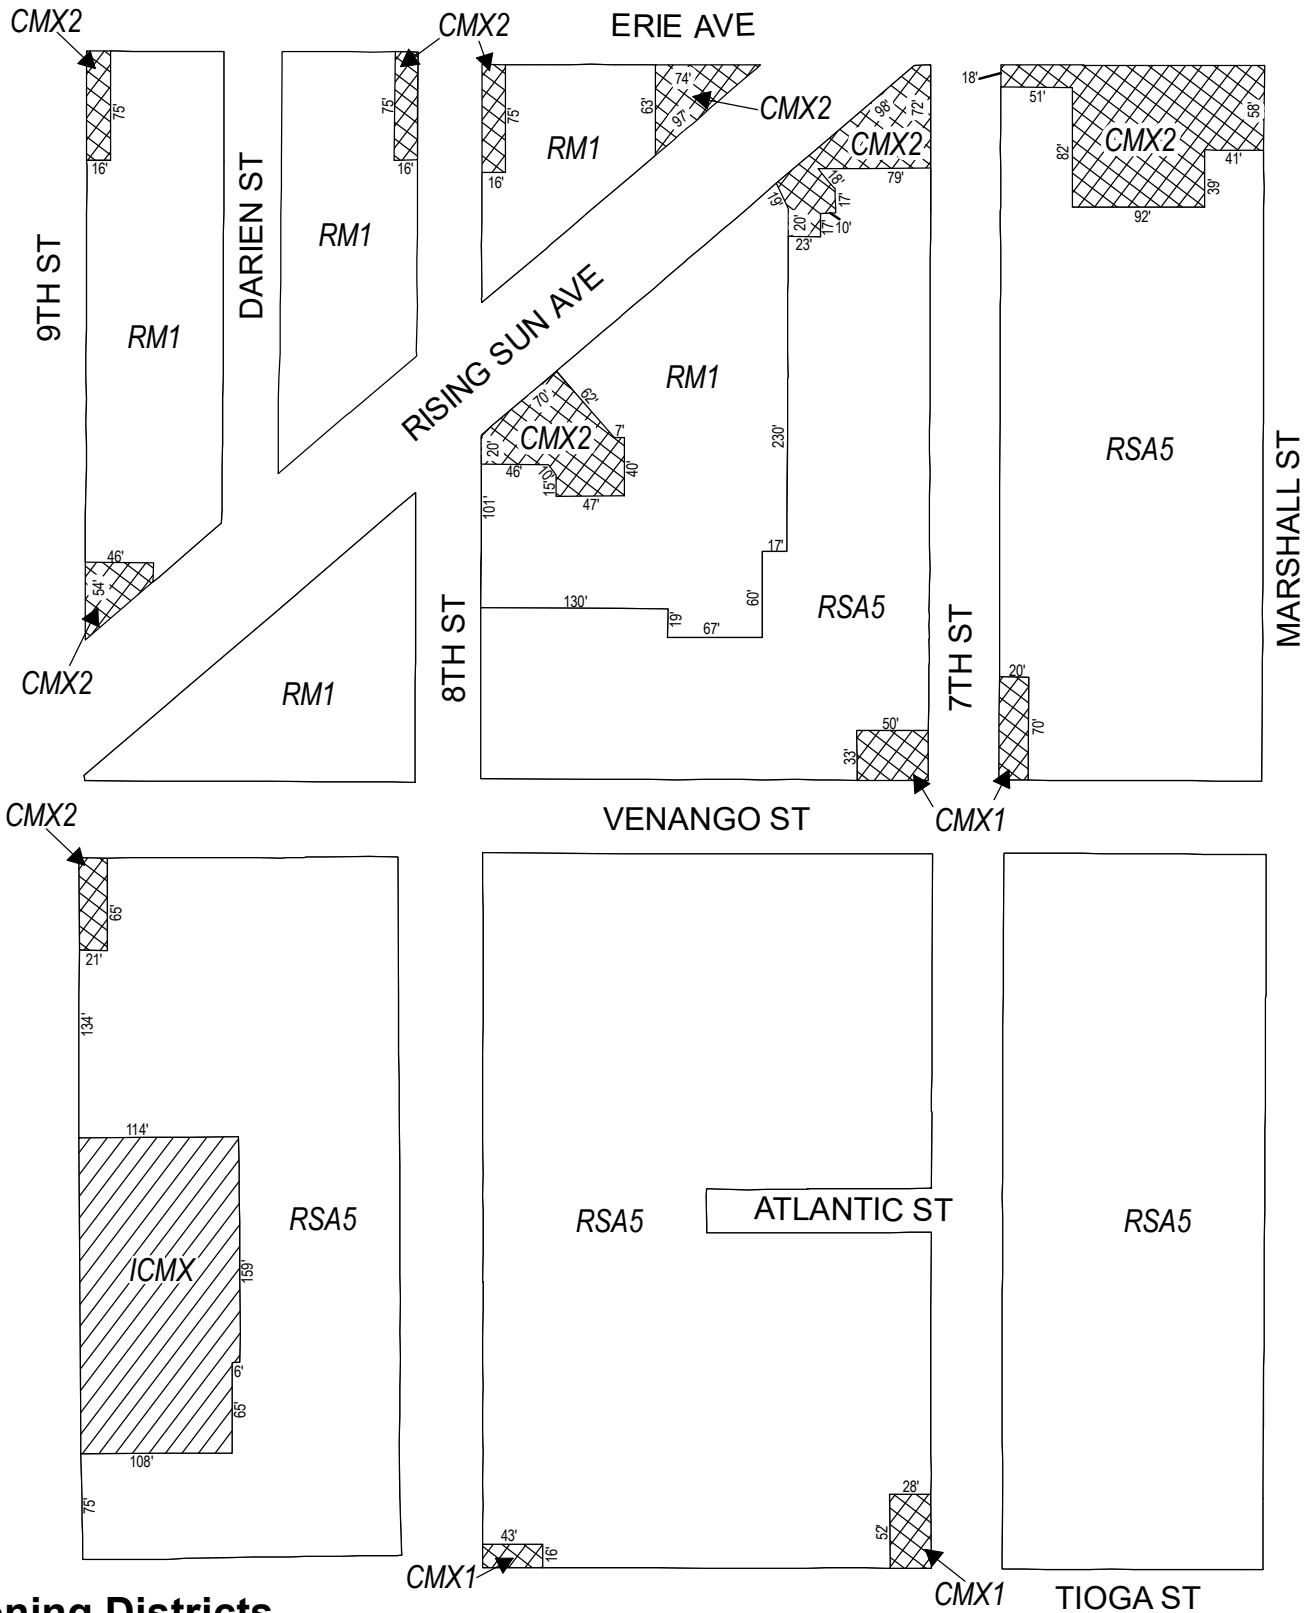 CMX2
CMX2
ERIE AVE
75'
16'
75'
16'
75'
16'
RM1
63'
74'
97'
CMX2
98'
72'
CMX2
79'
18'
17'
10'
17'
20'
23'
19'
18'
51'
82'
CMX2
58'
41'
39'
92'
9TH ST
DARIEN ST
RM1
RM1
RISING SUN AVE
RM1
70'
62'
CMX2
7'
20'
46'
10'
15'
40'
47'
101'
230'
17'
RSA5
MARSHALL ST
46'
54'
CMX2
8TH ST
130'
19'
67'
60'
RSA5
7TH ST
20'
70'
RM1
50'
33'
CMX2
VENANGO ST
CMX1
65'
21'
134'
114'
RSA5
ICMX
159'
6'
65'
108'
75'
RSA5
ATLANTIC ST
RSA5
43'
16'
CMX1
28'
52'
CMX1
TIOGA ST
ning Districts